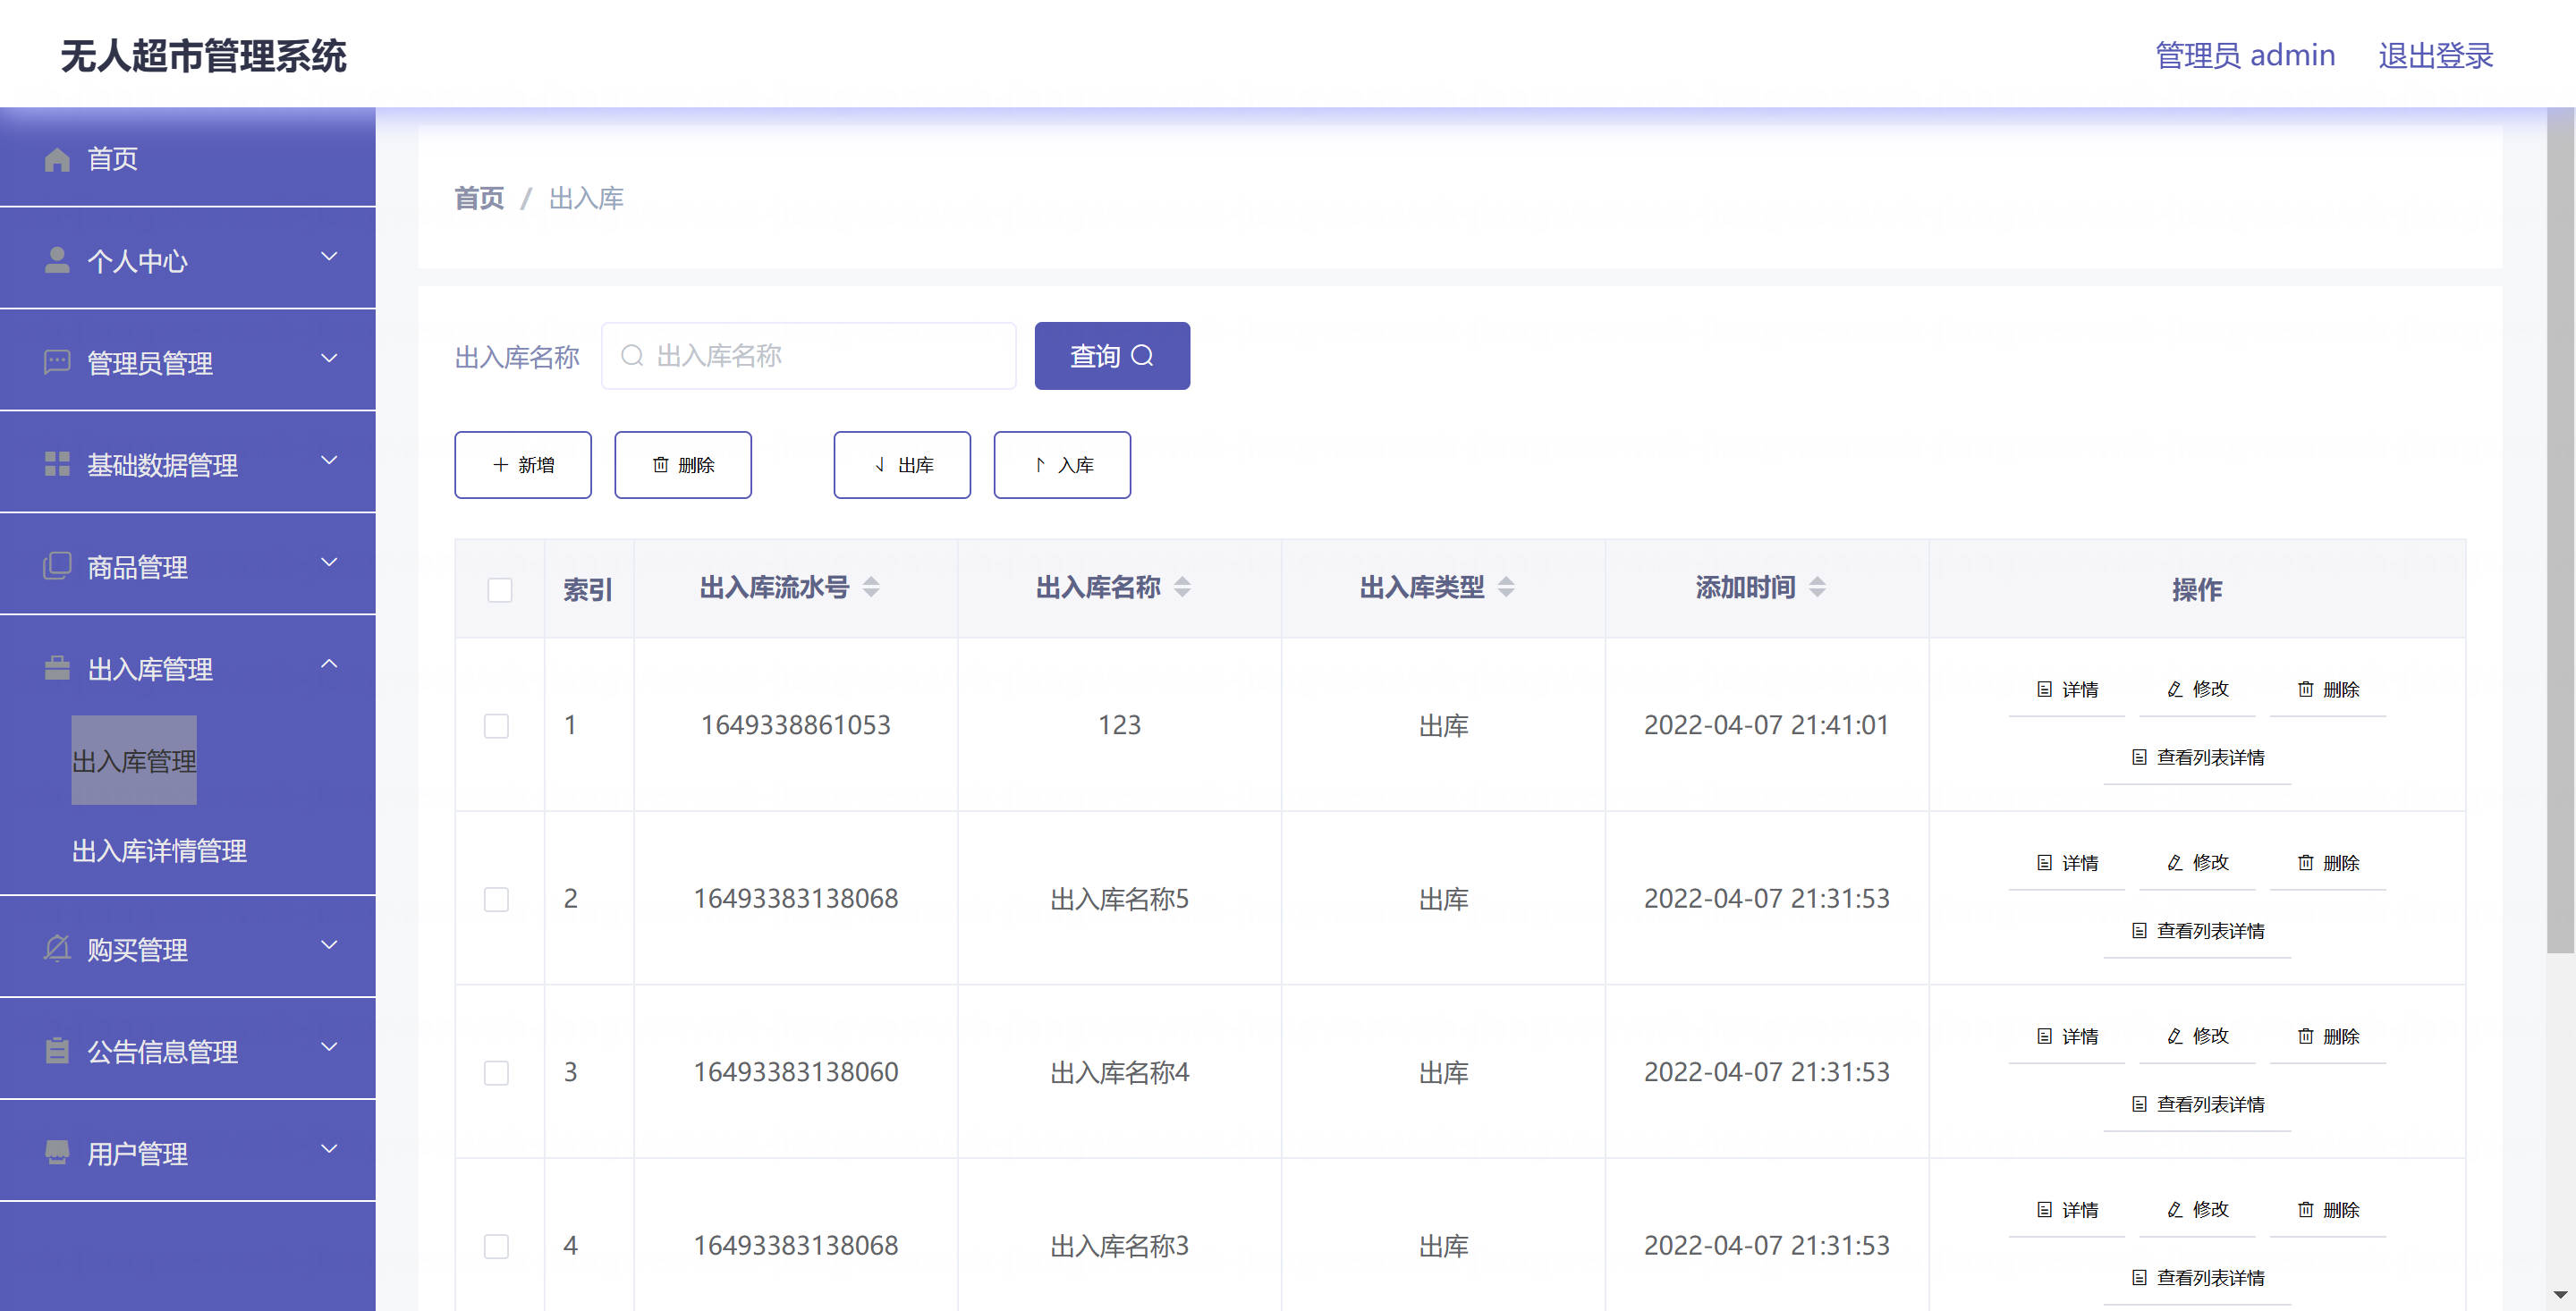 无人超市管理系统
管理员 admin 退出登录
首页
个人中心
管理员管理
基础数据管理
商品管理
出入库管理
出入库管理
出入库详情管理
购买管理
公告信息管理
用户管理
首页 / 出入库
出入库名称 出入库名称 查询
新增 删除 出库 入库
索引 出入库流水号 出入库名称 出入库类型 添加时间 操作
1 1649338861053 123 出库 2022-04-07 21:41:01 详情 修改 删除
查看列表详情
2 16493383138068 出入库名称5 出库 2022-04-07 21:31:53 详情 修改 删除
查看列表详情
3 16493383138060 出入库名称4 出库 2022-04-07 21:31:53 详情 修改 删除
查看列表详情
4 16493383138068 出入库名称3 出库 2022-04-07 21:31:53 详情 修改 删除
查看列表详情